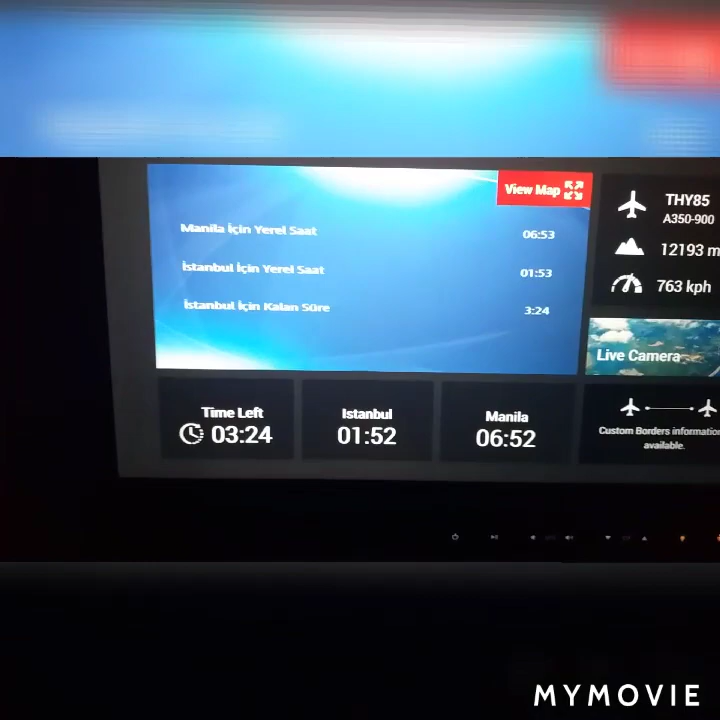 View Map
Manila İçin Yerel Saat 06:53
İstanbul İçin Yerel Saat 01:53
İstanbul İçin Kalan Süre 3:24
THY85
A350-900
12193 m
763 kph
Live Camera
Time Left
03:24
Istanbul
01:52
Manila
06:52
Custom Borders information
available.
MYMOVIE